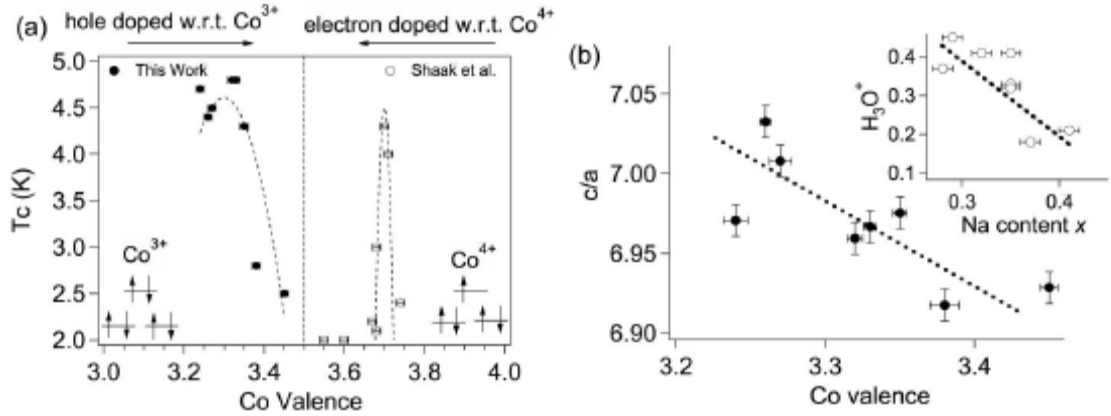 (a)
hole doped w.r.t. Co3+
electron doped w.r.t. Co4+
This Work
Shaak et al.
5.0
4.5
4.0
3.5
3.0
2.5
2.0
Tc (K)
Co3+
Co4+
3.0 3.2 3.4 3.6 3.8 4.0
Co Valence
(b)
7.05
7.00
6.95
6.90
c/a
3.2 3.3 3.4
Co valence
0.4
0.3
0.2
0.1
H3O+
0.3 0.4
Na content x